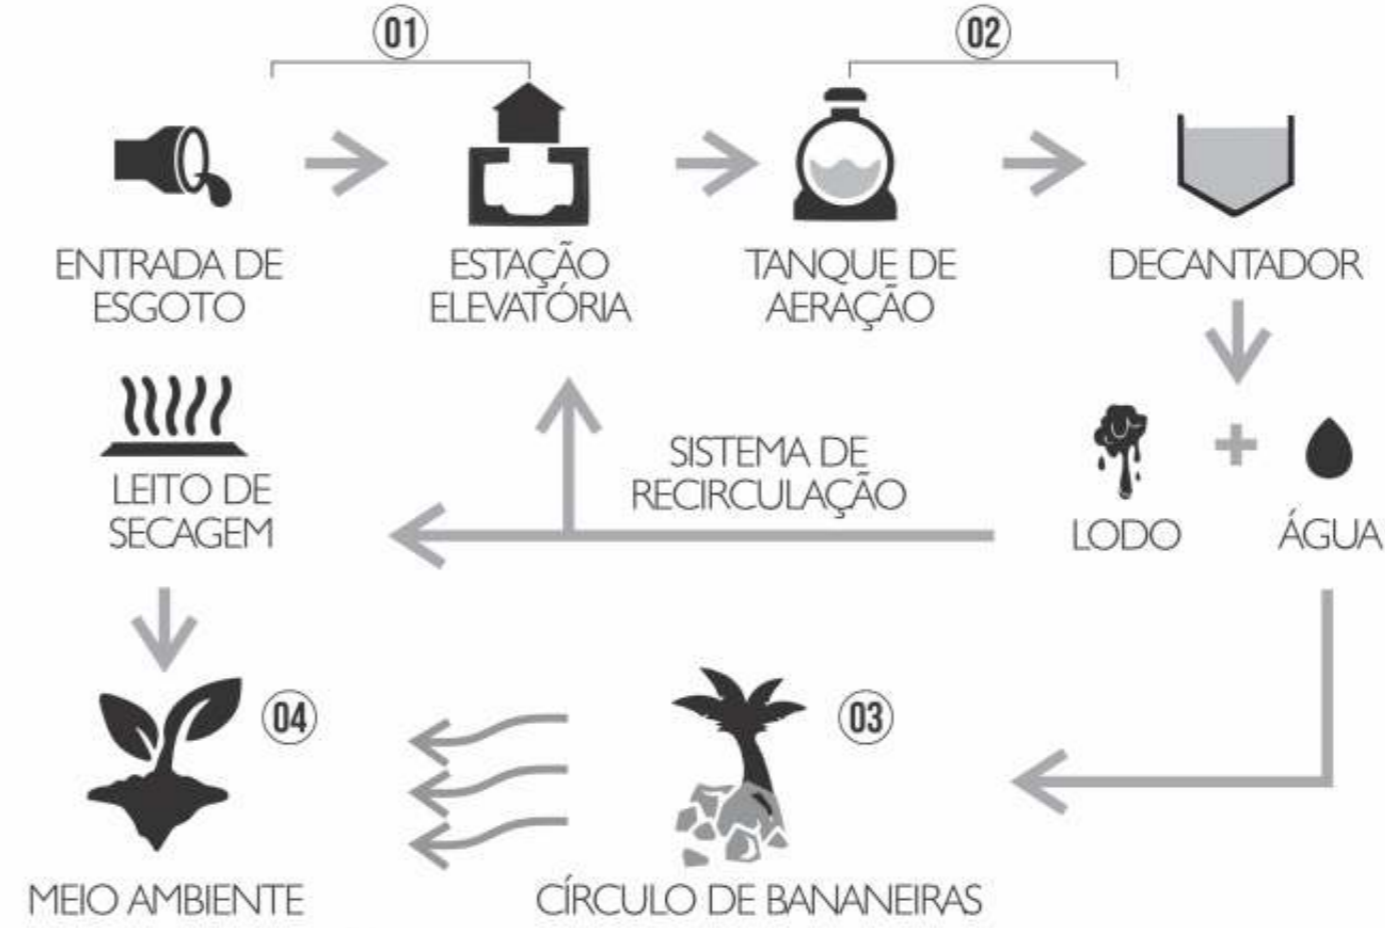 01
02
ENTRADA DE
ESGOTO
ESTAÇÃO
ELEVATÓRIA
TANQUE DE
AERAÇÃO
DECANTADOR
LEITO DE
SECAGEM
SISTEMA DE
RECIRCULAÇÃO
LODO
+
ÁGUA
04
03
MEIO AMBIENTE
CÍRCULO DE BANANEIRAS